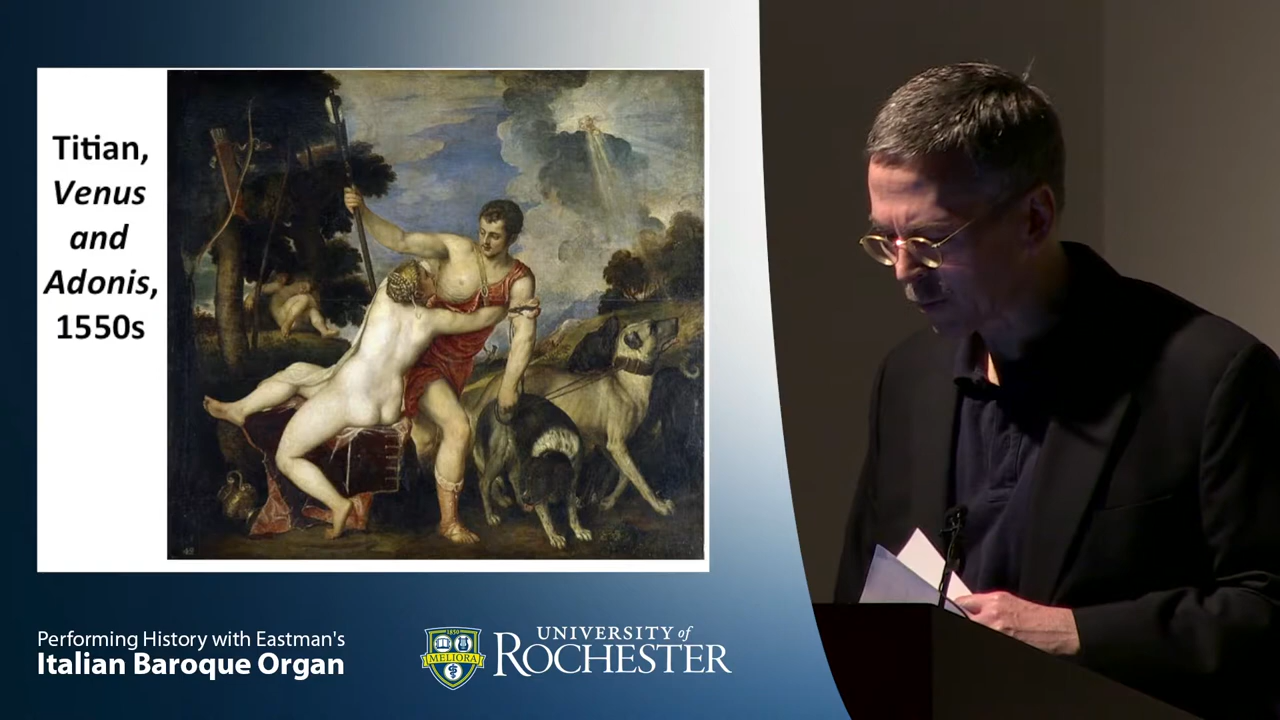 Titian,
Venus
and
Adonis,
1550s
Performing History with Eastman's
Italian Baroque Organ
1850
MELIORA
UNIVERSITY of
ROCHESTER